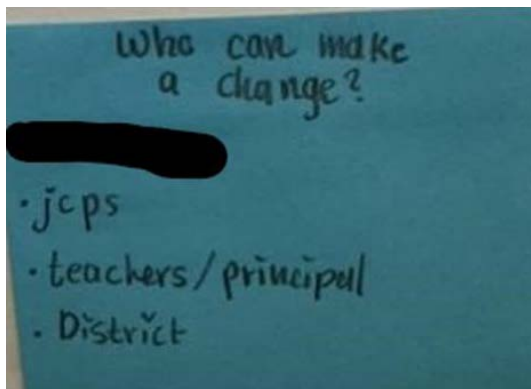 Who can make
a change?
· jcps
· teachers/principal
· District